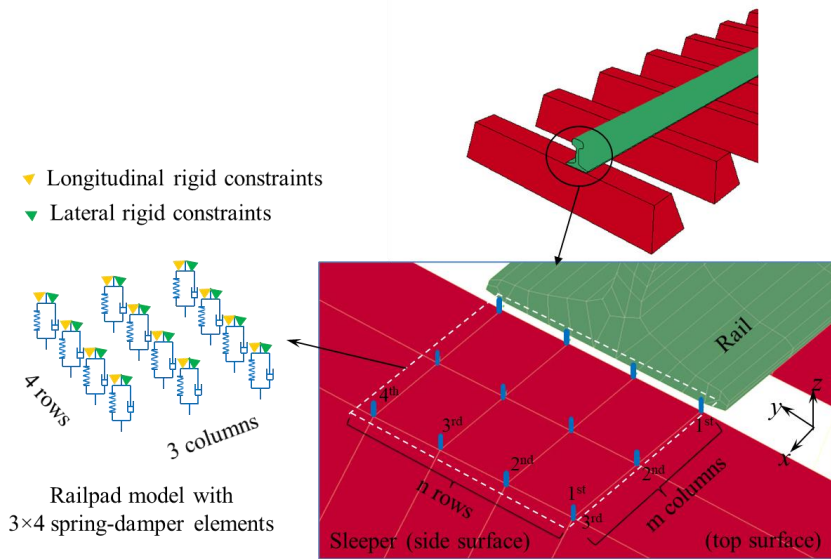 Longitudinal rigid constraints
Lateral rigid constraints
4 rows
3 columns
Railpad model with
3×4 spring-damper elements
Rail
4th
3rd
2nd
1st
1st
2nd
3rd
n rows
m columns
z
y
x
Sleeper (side surface)
(top surface)